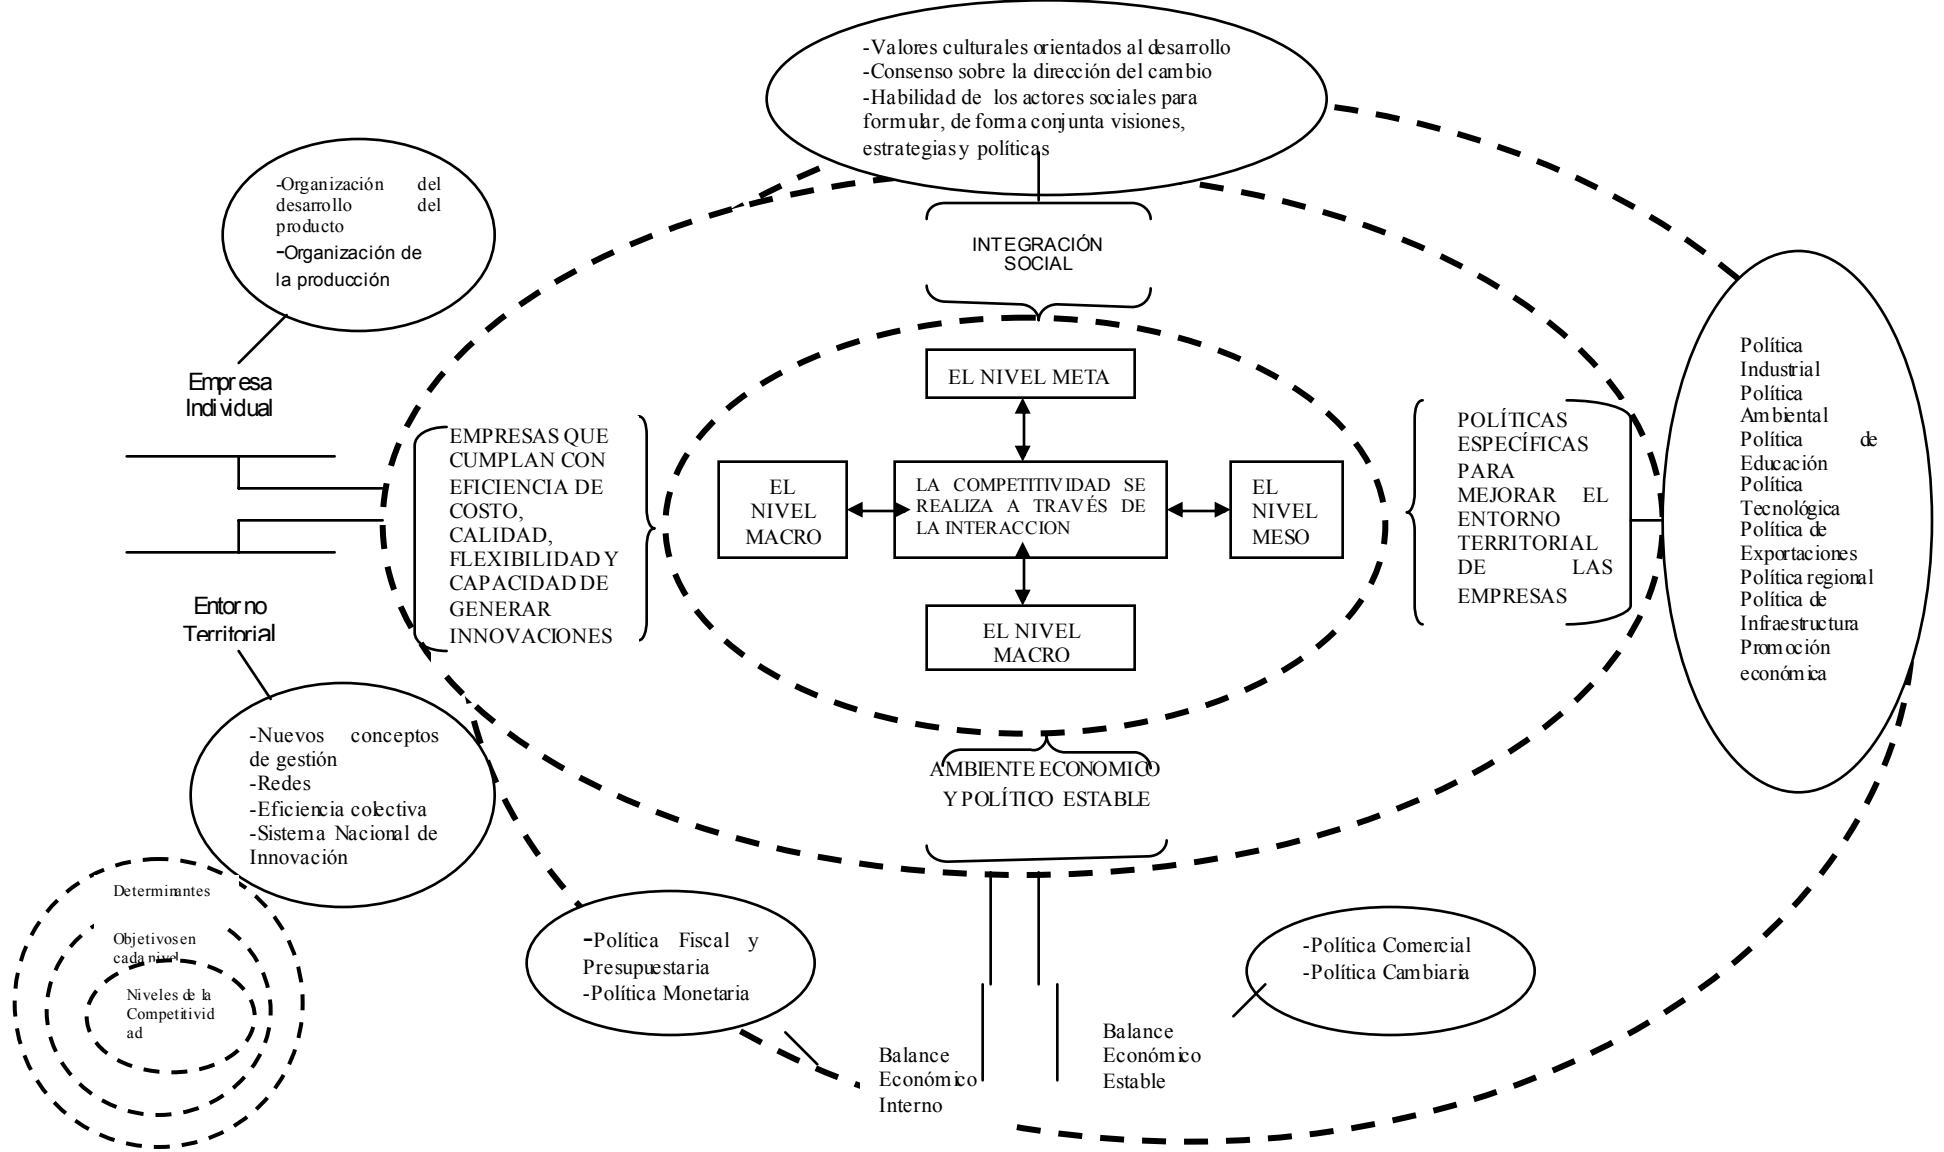 -Valores culturales orientados al desarrollo
-Consenso sobre la dirección del cambio
-Habilidad de los actores sociales para
formular, de forma conjunta visiones,
estrategias y políticas
-Organización del
desarrollo del
producto
-Organización de
la producción
INTEGRACIÓN
SOCIAL
Empresa
Individual
EL NIVEL META
Política
Industrial
Política
Ambiental
Política de
Educación
Política
Tecnológica
Política de
Exportaciones
Política regional
Política de
Infraestructura
Promoción
económica
EMPRESAS QUE
CUMPLAN CON
EFICIENCIA DE
COSTO,
CALIDAD,
FLEXIBILIDAD Y
CAPACIDAD DE
GENERAR
INNOVACIONES
EL
NIVEL
MACRO
LA COMPETITIVIDAD SE
REALIZA A TRAVÉS DE
LA INTERACCION
EL
NIVEL
MESO
POLÍTICAS
ESPECÍFICAS
PARA
MEJORAR EL
ENTORNO
TERRITORIAL
DE LAS
EMPRESAS
EL NIVEL
MACRO
Entorno
Territorial
-Nuevos conceptos
de gestión
-Redes
-Eficiencia colectiva
-Sistema Nacional de
Innovación
AMBIENTE ECONOMICO
Y POLÍTICO ESTABLE
Determinantes
Objetivos en
cada nivel
Niveles de la
Competitivid
ad
-Política Fiscal y
Presupuestaria
-Política Monetaria
-Política Comercial
-Política Cambiaria
Balance
Económico
Interno
Balance
Económico
Estable